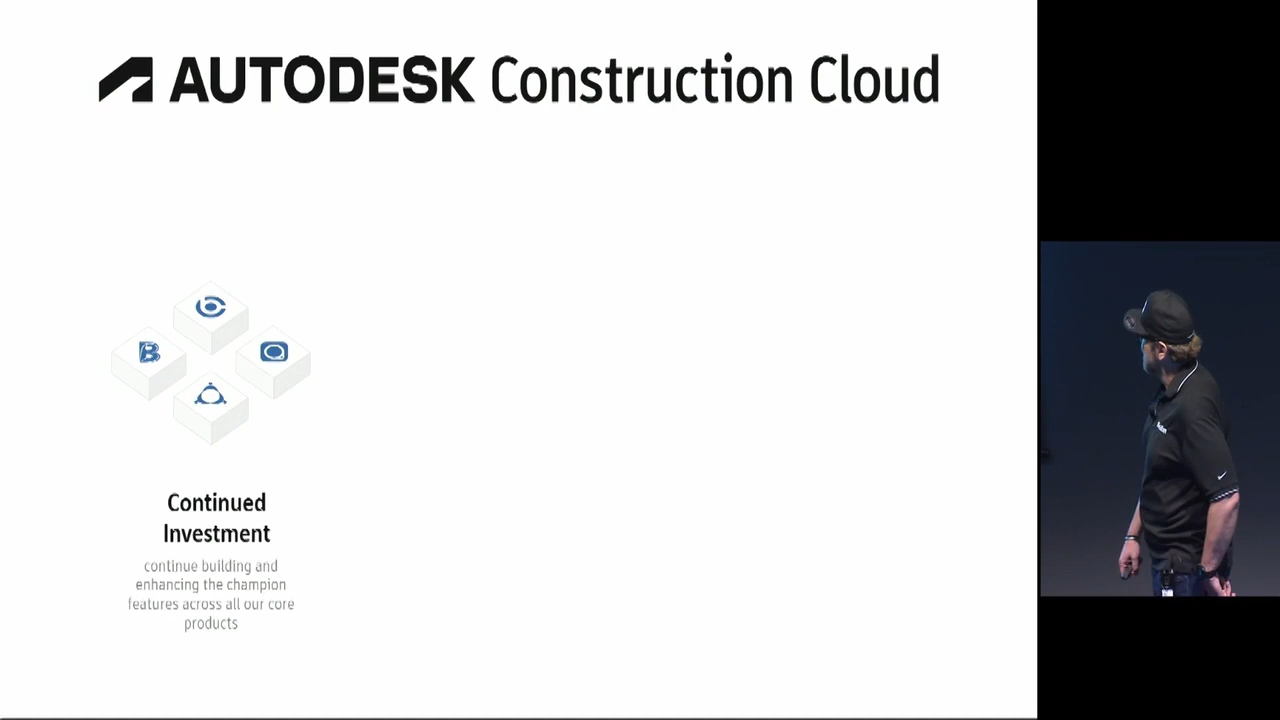 AUTODESK Construction Cloud
Continued
Investment
continue building and
enhancing the champion
features across all our core
products